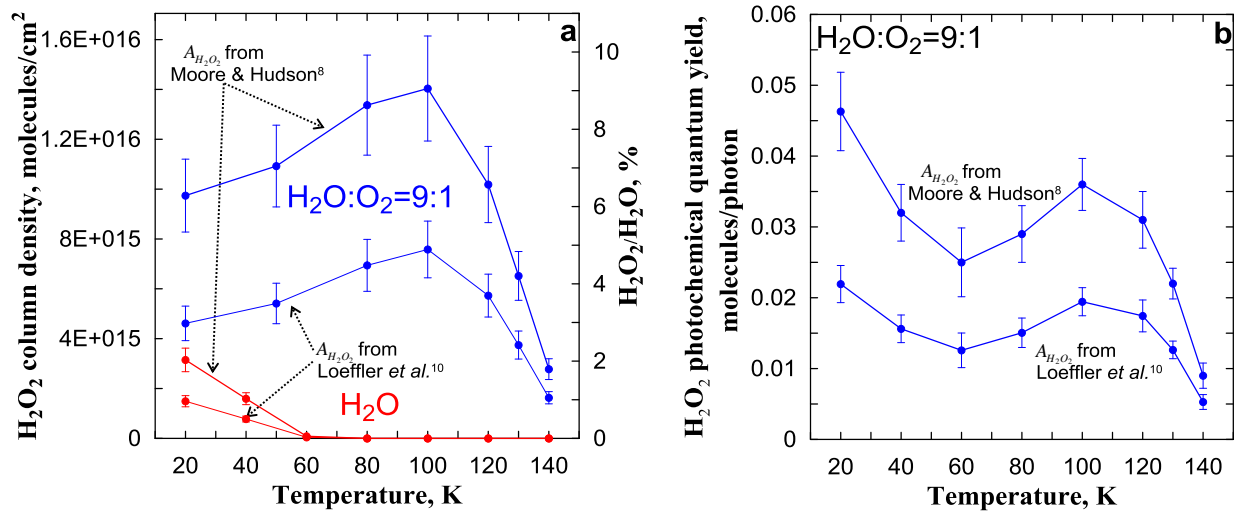 a
H₂O₂ column density, molecules/cm²
1.6E+016
1.2E+016
8E+015
4E+015
0
A_H₂O₂ from
Moore & Hudson⁸
H₂O:O₂=9:1
A_H₂O₂ from
Loeffler et al.¹⁰
H₂O
10
8
6
4
2
0
H₂O₂/H₂O, %
20 40 60 80 100 120 140
Temperature, K
b
H₂O:O₂=9:1
H₂O₂ photochemical quantum yield,
molecules/photon
0.06
0.05
0.04
0.03
0.02
0.01
0
A_H₂O₂ from
Moore & Hudson⁸
A_H₂O₂ from
Loeffler et al.¹⁰
20 40 60 80 100 120 140
Temperature, K